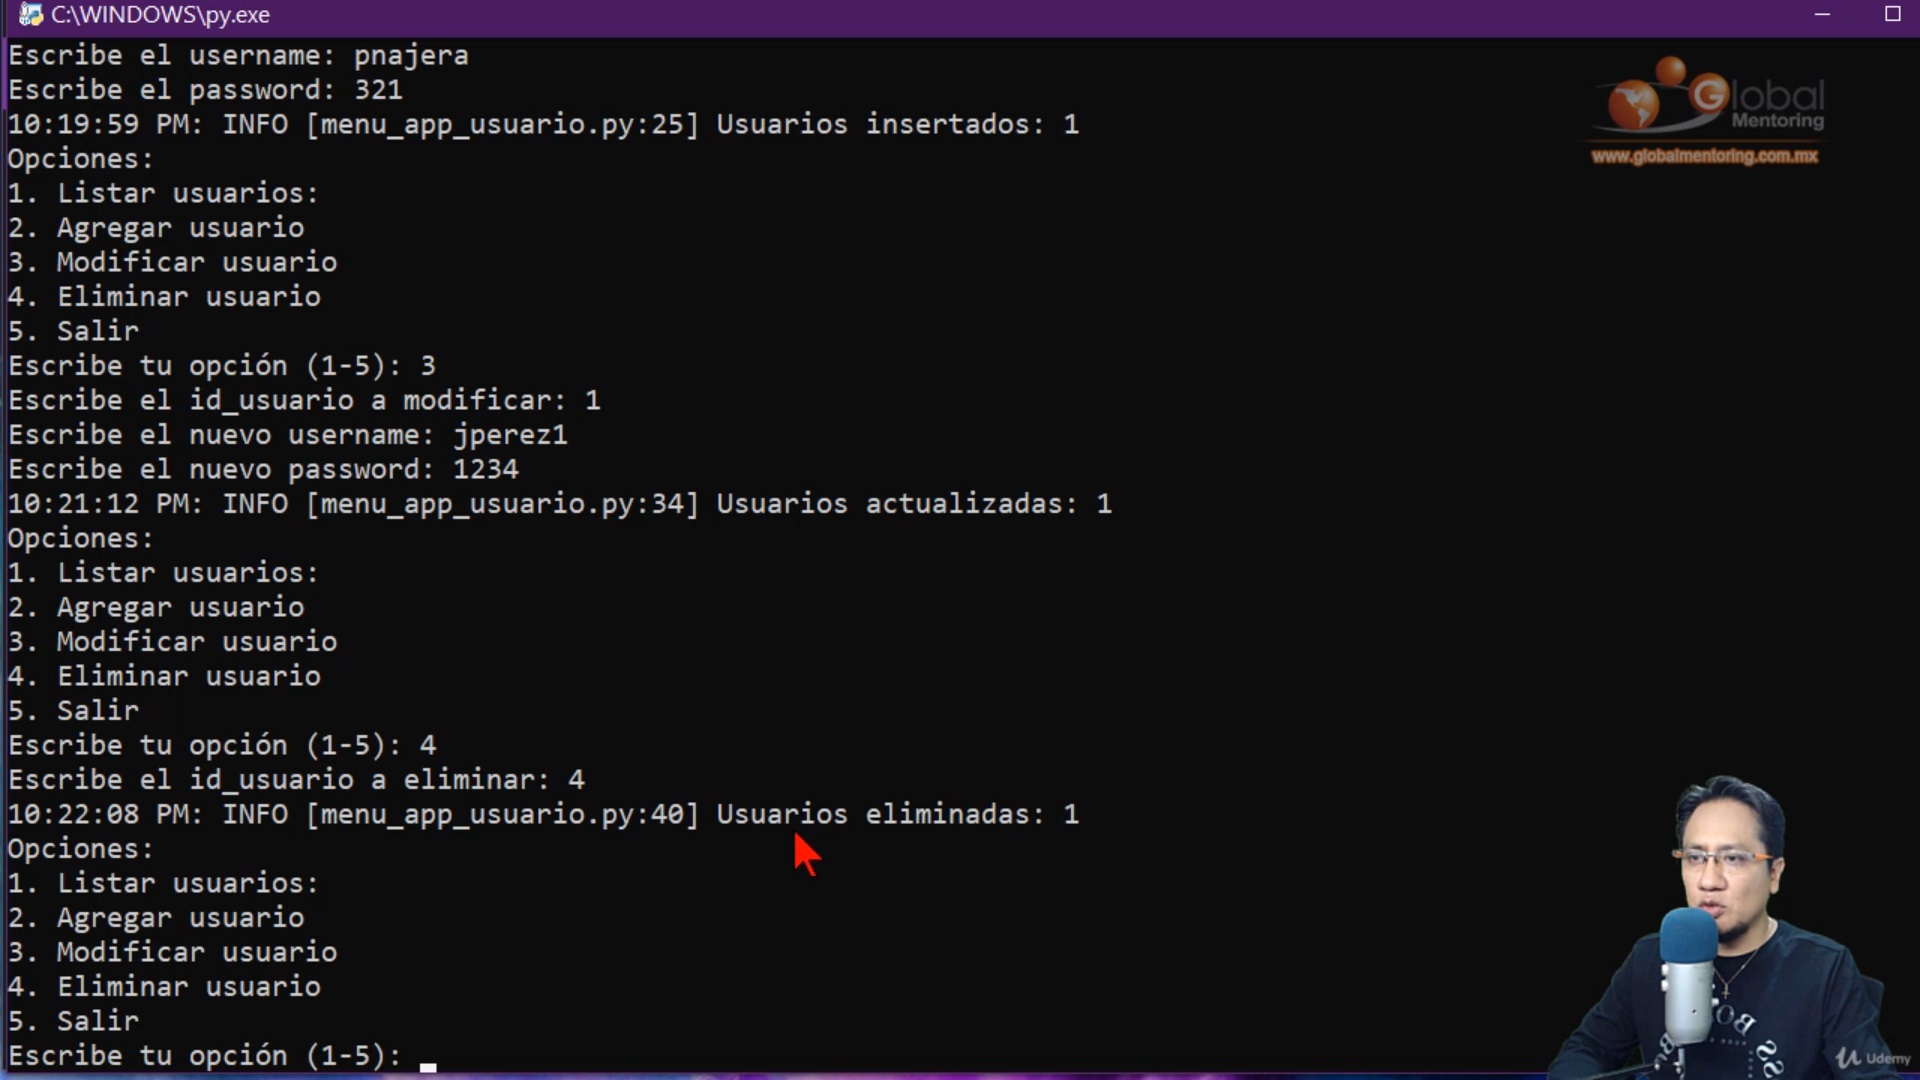 C:\WINDOWS\py.exe
Escribe el username: pnajera
Escribe el password: 321
10:19:59 PM: INFO [menu_app_usuario.py:25] Usuarios insertados: 1
Opciones:
1. Listar usuarios:
2. Agregar usuario
3. Modificar usuario
4. Eliminar usuario
5. Salir
Escribe tu opción (1-5): 3
Escribe el id_usuario a modificar: 1
Escribe el nuevo username: jperez1
Escribe el nuevo password: 1234
10:21:12 PM: INFO [menu_app_usuario.py:34] Usuarios actualizadas: 1
Opciones:
1. Listar usuarios:
2. Agregar usuario
3. Modificar usuario
4. Eliminar usuario
5. Salir
Escribe tu opción (1-5): 4
Escribe el id_usuario a eliminar: 4
10:22:08 PM: INFO [menu_app_usuario.py:40] Usuarios eliminadas: 1
Opciones:
1. Listar usuarios:
2. Agregar usuario
3. Modificar usuario
4. Eliminar usuario
5. Salir
Escribe tu opción (1-5):
Global
Mentoring
www.globalmentoring.com.mx
Udemy